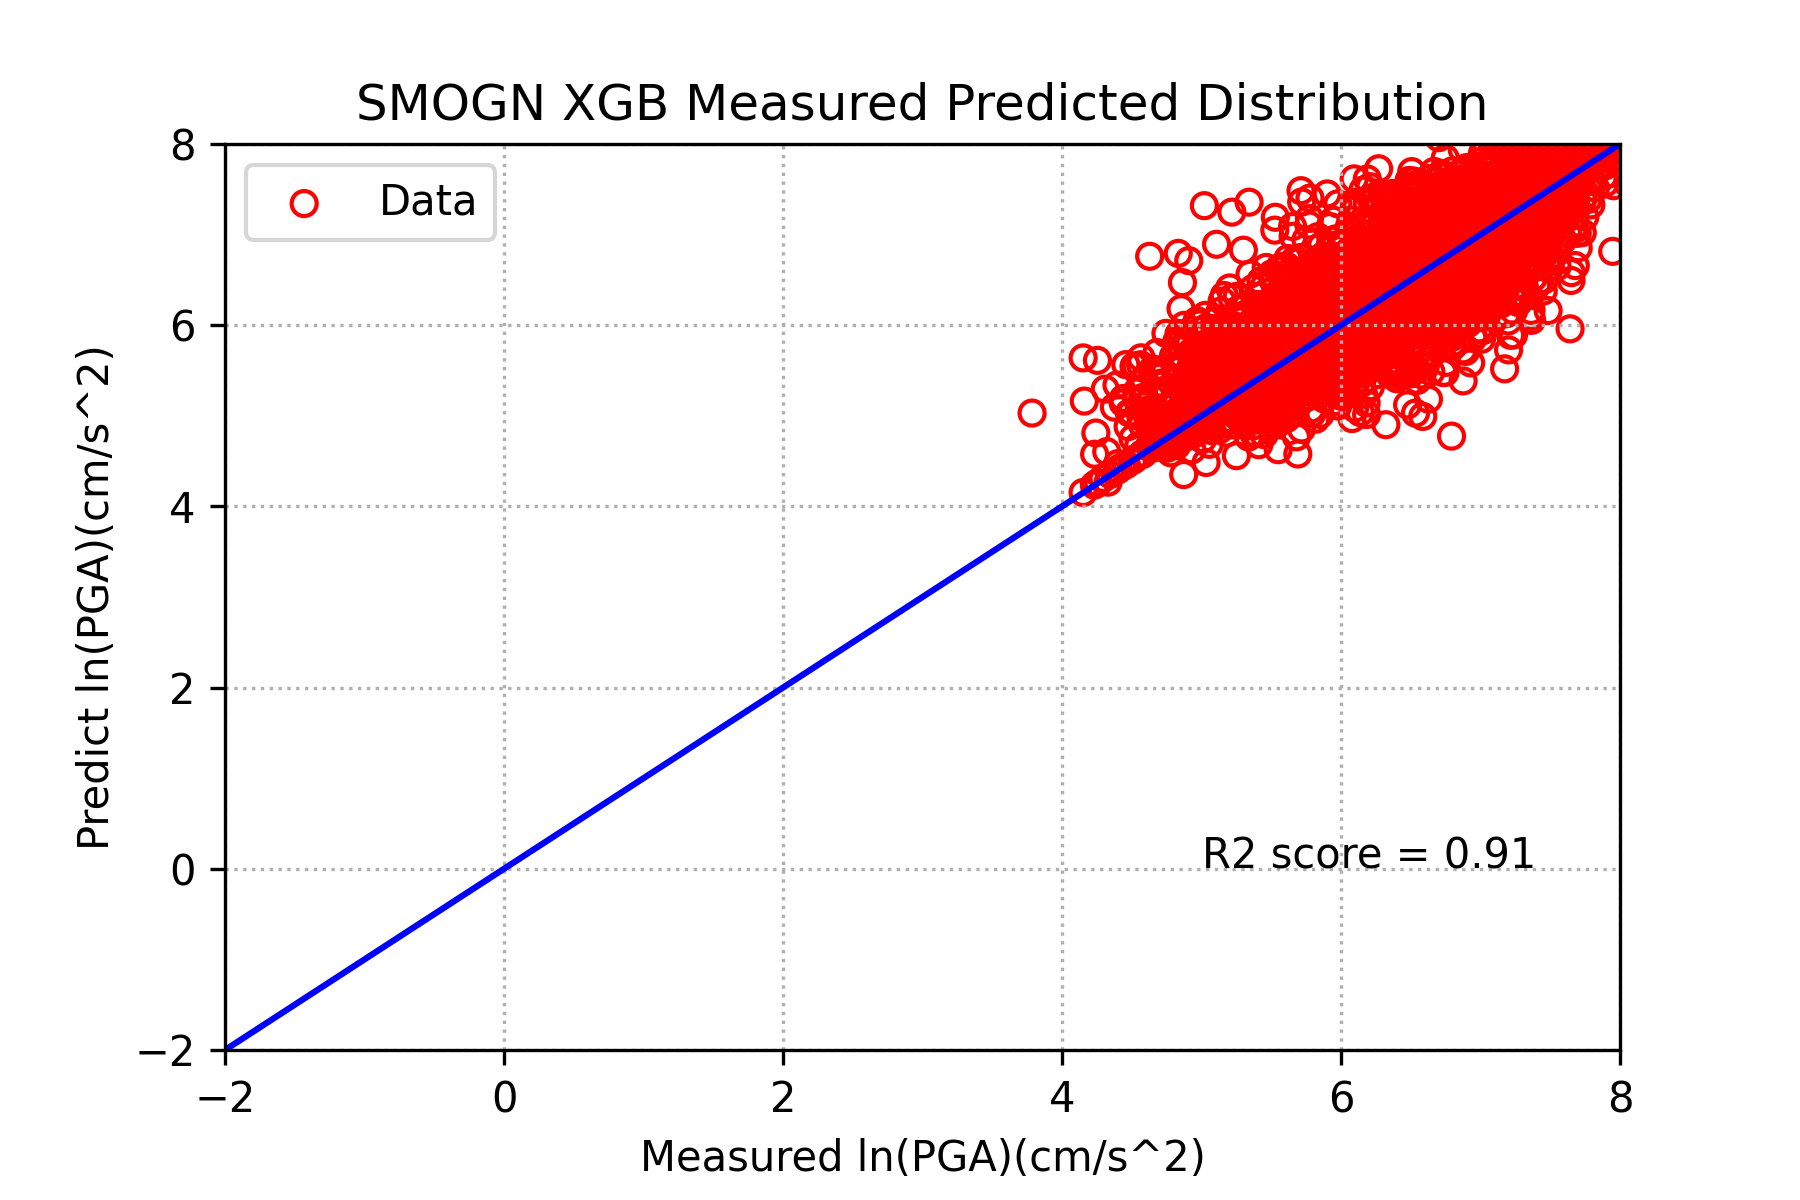 SMOGN XGB Measured Predicted Distribution
Data
8
6
4
2
0
−2
Predict ln(PGA)(cm/s^2)
R2 score = 0.91
−2 0 2 4 6 8
Measured ln(PGA)(cm/s^2)